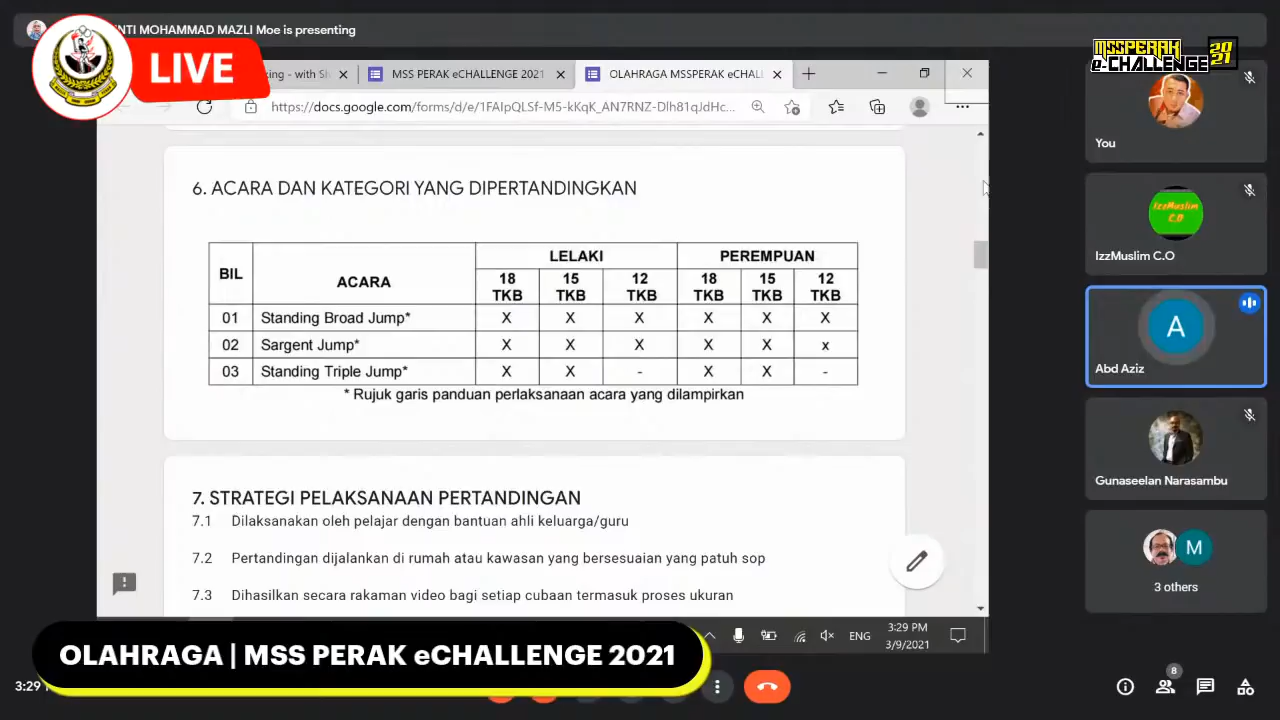 ENTI MOHAMMAD MAZLI Moe is presenting
LIVE
MSSPERAK
e-CHALLENGE
2021
MSS PERAK eCHALLENGE 2021
OLAHRAGA MSSPERAK eCHAL
https://docs.google.com/forms/d/e/1FAIpQLSf-M5-kKqK_AN7RNZ-Dlh81qJdHc...
6. ACARA DAN KATEGORI YANG DIPERTANDINGKAN
BIL ACARA LELAKI PEREMPUAN
18 TKB 15 TKB 12 TKB 18 TKB 15 TKB 12 TKB
01 Standing Broad Jump* X X X X X X
02 Sargent Jump* X X X X X x
03 Standing Triple Jump* X X - X X -
* Rujuk garis panduan perlaksanaan acara yang dilampirkan
7. STRATEGI PELAKSANAAN PERTANDINGAN
7.1 Dilaksanakan oleh pelajar dengan bantuan ahli keluarga/guru
7.2 Pertandingan dijalankan di rumah atau kawasan yang bersesuaian yang patuh sop
7.3 Dihasilkan secara rakaman video bagi setiap cubaan termasuk proses ukuran
You
IzzMuslim C.O
IzzMuslim C.O
A
Abd Aziz
Gunaseelan Narasambu
M
3 others
ENG
3:29 PM
3/9/2021
OLAHRAGA | MSS PERAK eCHALLENGE 2021
3:29
8